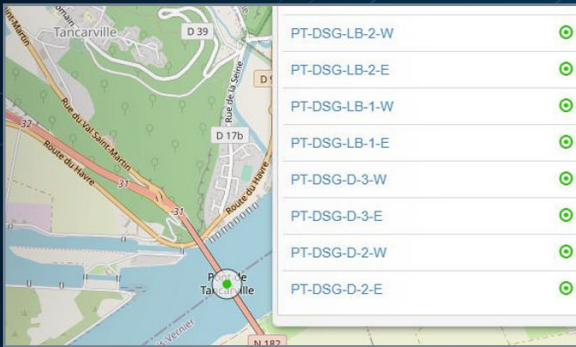 Tancarville
D 39
Rue du Val Saint-Martin
Rue de la Seine
D 17b
32
Route du Havre
31
31
Route du Havre
Pont de
Tancarville
N 182
PT-DSG-LB-2-W
PT-DSG-LB-2-E
PT-DSG-LB-1-W
PT-DSG-LB-1-E
PT-DSG-D-3-W
PT-DSG-D-3-E
PT-DSG-D-2-W
PT-DSG-D-2-E